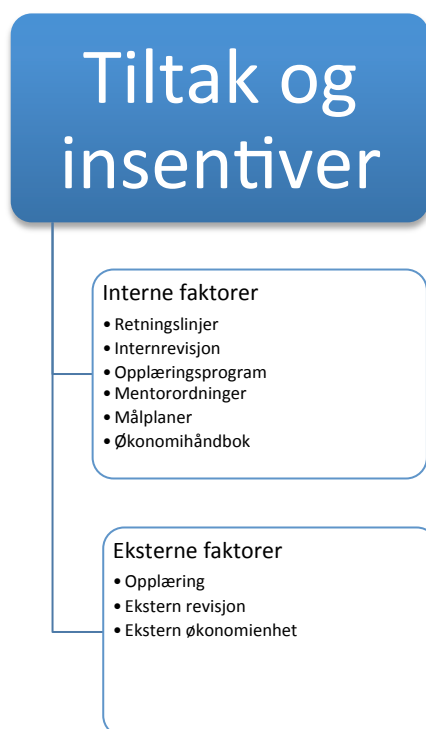 Tiltak og
insentiver
Interne faktorer
• Retningslinjer
• Internrevisjon
• Opplæringsprogram
• Mentorordninger
• Målplaner
• Økonomihåndbok
Eksterne faktorer
• Opplæring
• Ekstern revisjon
• Ekstern økonomienhet